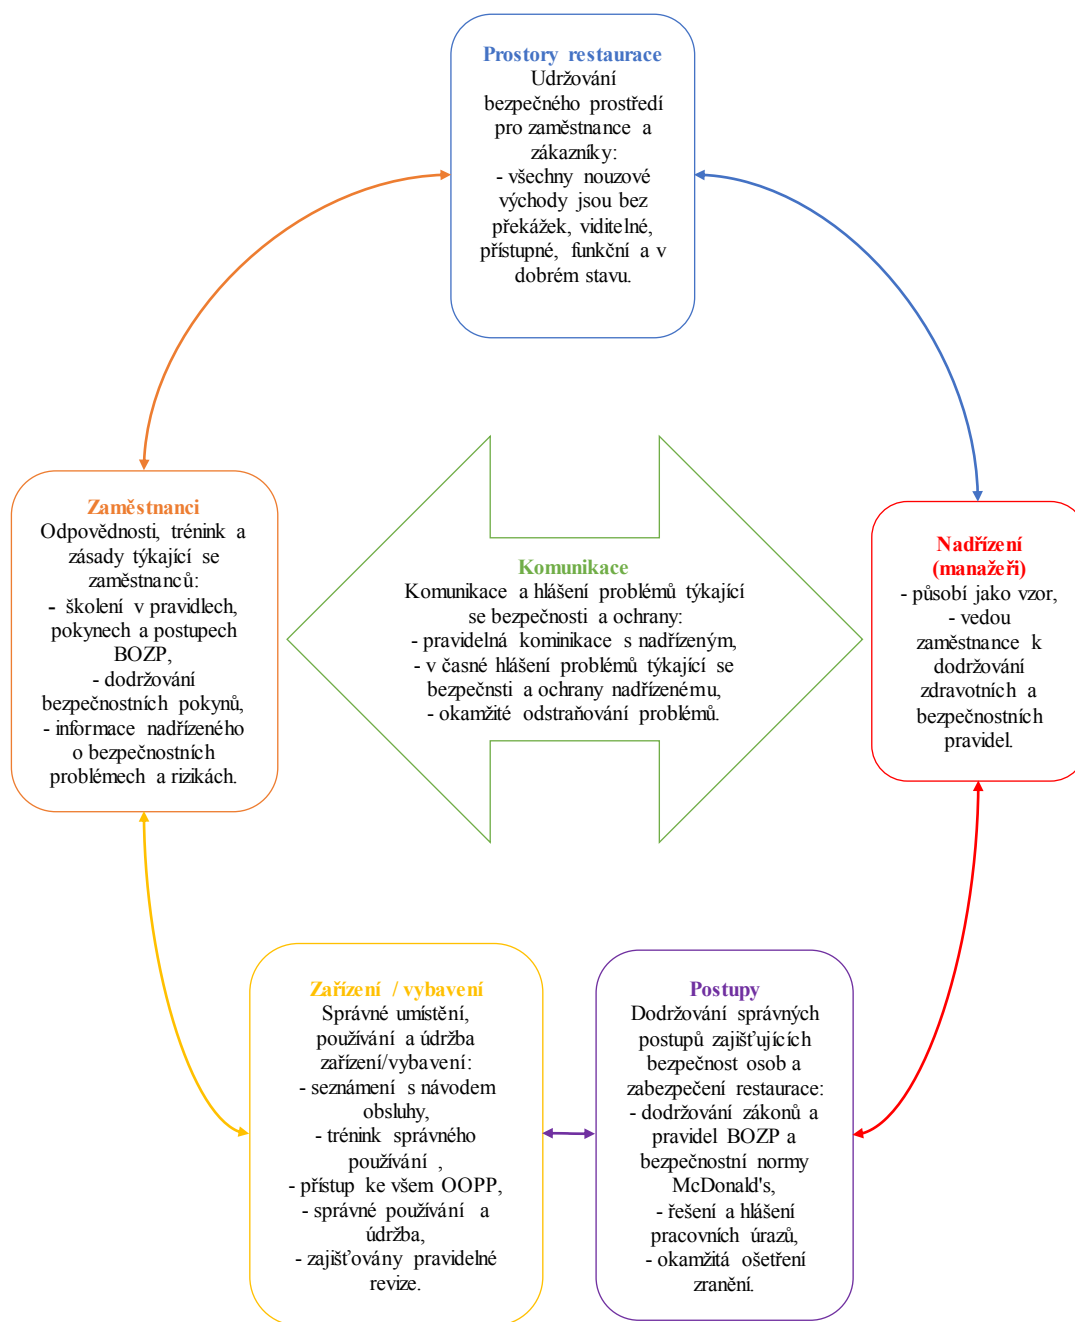 Prostory restaurace
Udržování
bezpečného prostředí
pro zaměstnance a
zákazníky:
- všechny nouzové
východy jsou bez
překážek, viditelné,
přístupné, funkční a v
dobrém stavu.
Zaměstnanci
Odpovědnosti, trénink a
zásady týkající se
zaměstnanců:
- školení v pravidlech,
pokynech a postupech
BOZP,
- dodržování
bezpečnostních pokynů,
- informace nadřízeného
o bezpečnostních
problémech a rizikách.
Komunikace
Komunikace a hlášení problémů týkající
se bezpečnosti a ochrany:
- pravidelná kominikace s nadřízeným,
- v časné hlášení problémů týkající se
bezpečnsti a ochrany nadřízenému,
- okamžité odstraňování problémů.
Nadřízení
(manažeři)
- působí jako vzor,
- vedou
zaměstnance k
dodržování
zdravotních a
bezpečnostních
pravidel.
Zařízení / vybavení
Správné umístění,
používání a údržba
zařízení/vybavení:
- seznámení s návodem
obsluhy,
- trénink správného
používání ,
- přístup ke všem OOPP,
- správné používání a
údržba,
- zajišťovány pravidelné
revize.
Postupy
Dodržování správných
postupů zajišťujících
bezpečnost osob a
zabezpečení restaurace:
- dodržování zákonů a
pravidel BOZP a
bezpečnostní normy
McDonald's,
- řešení a hlášení
pracovních úrazů,
- okamžitá ošetření
zranění.